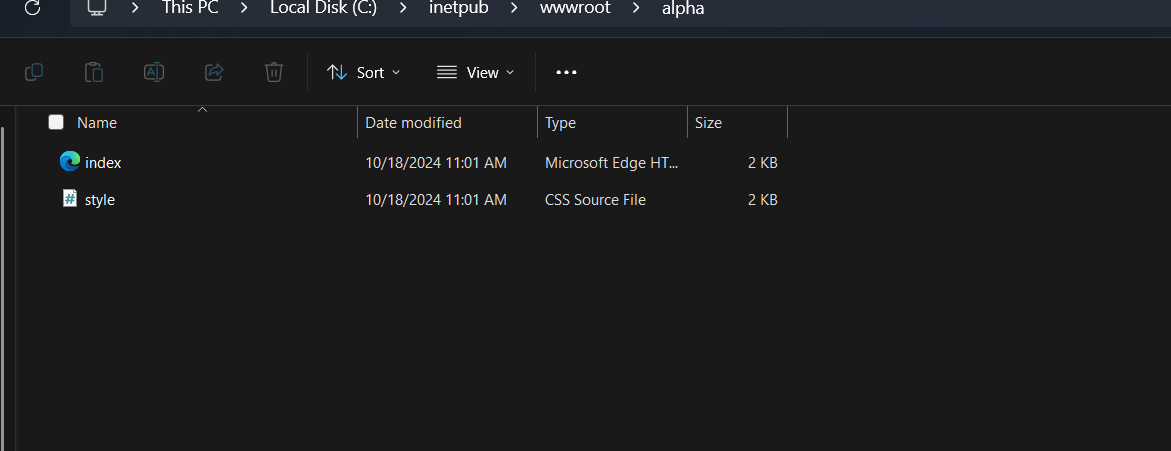 This PC > Local Disk (C:) > inetpub > wwwroot > alpha
Sort View
Name Date modified Type Size
index 10/18/2024 11:01 AM Microsoft Edge HT... 2 KB
style 10/18/2024 11:01 AM CSS Source File 2 KB